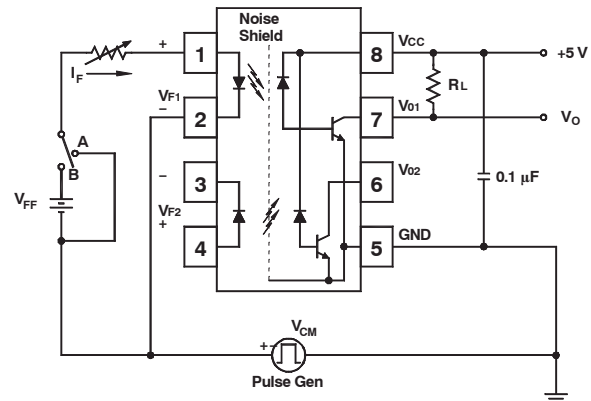 Noise
Shield
+
1
8
VCC
+5 V
IF
RL
VF1
−
2
7
V01
VO
A
B
−
3
6
V02
0.1 µF
VFF
VF2
+
4
5
GND
VCM
+−
Pulse Gen